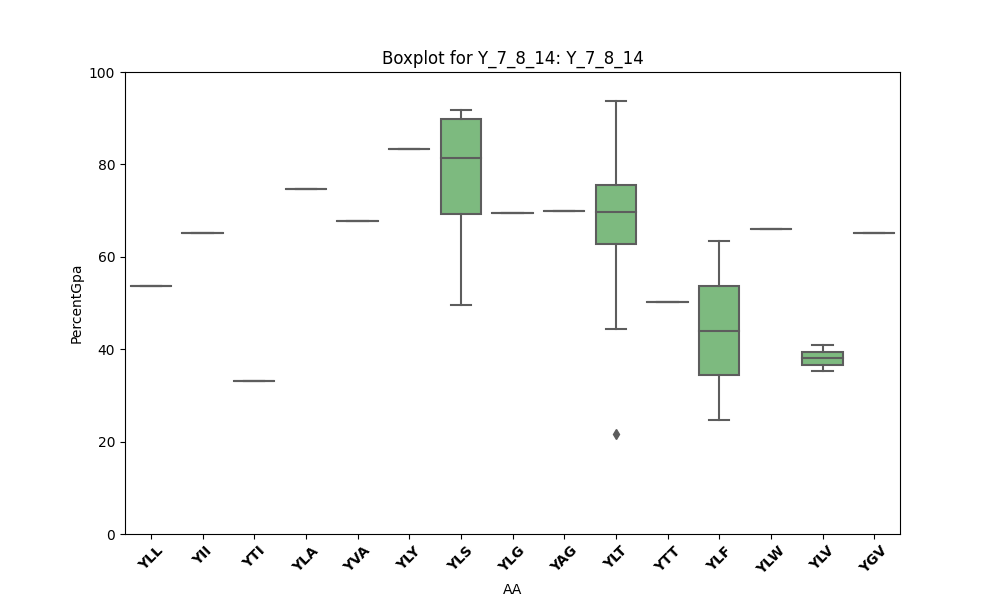 Boxplot for Y_7_8_14: Y_7_8_14
100
80
60
40
20
0
PercentGpa
YLL
YII
YTI
YLA
YVA
YLY
YLS
YLG
YAG
YLT
YTT
YLF
YLW
YLV
YGV
AA